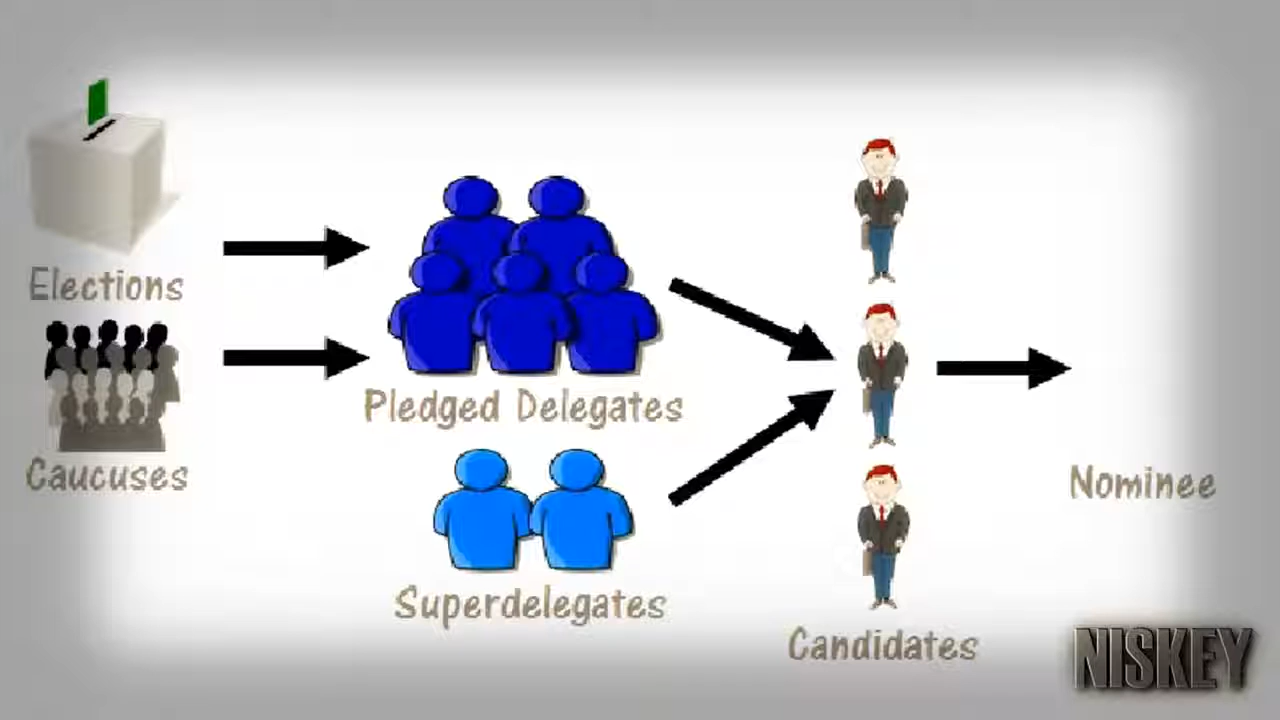 Elections
Caucuses
Pledged Delegates
Superdelegates
Candidates
Nominee
NISKEY